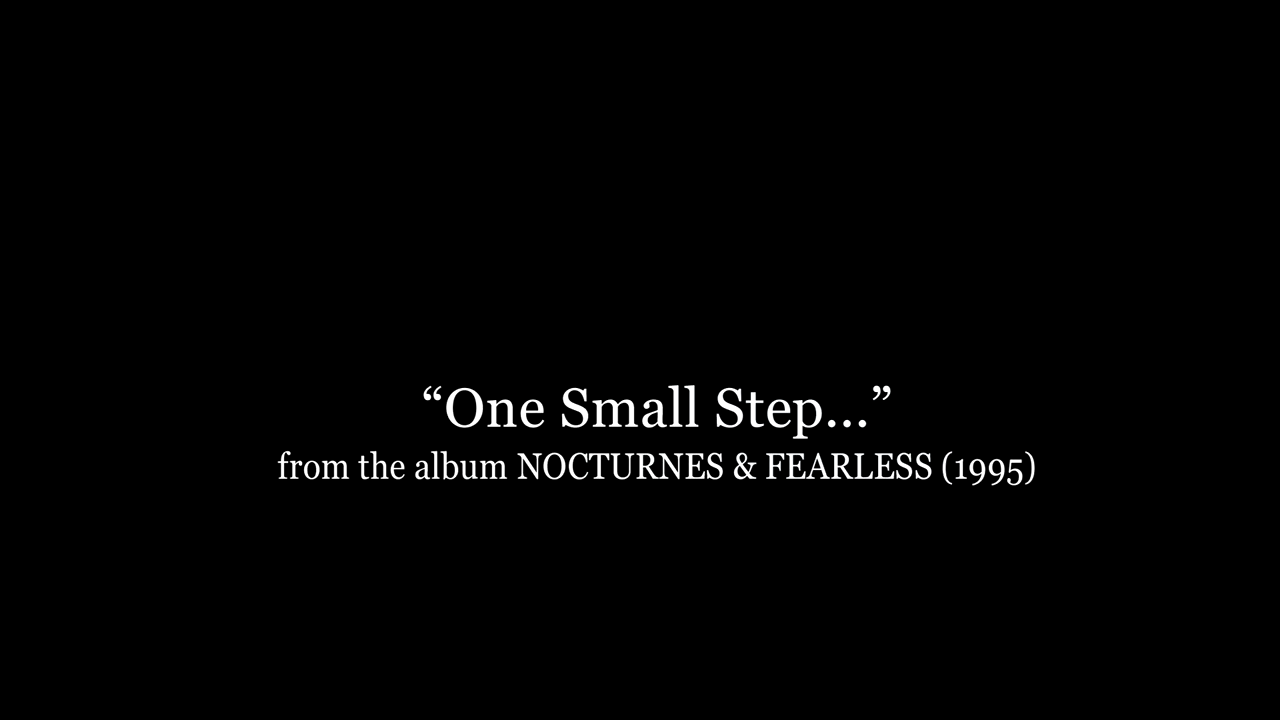 “One Small Step...”
from the album NOCTURNES & FEARLESS (1995)